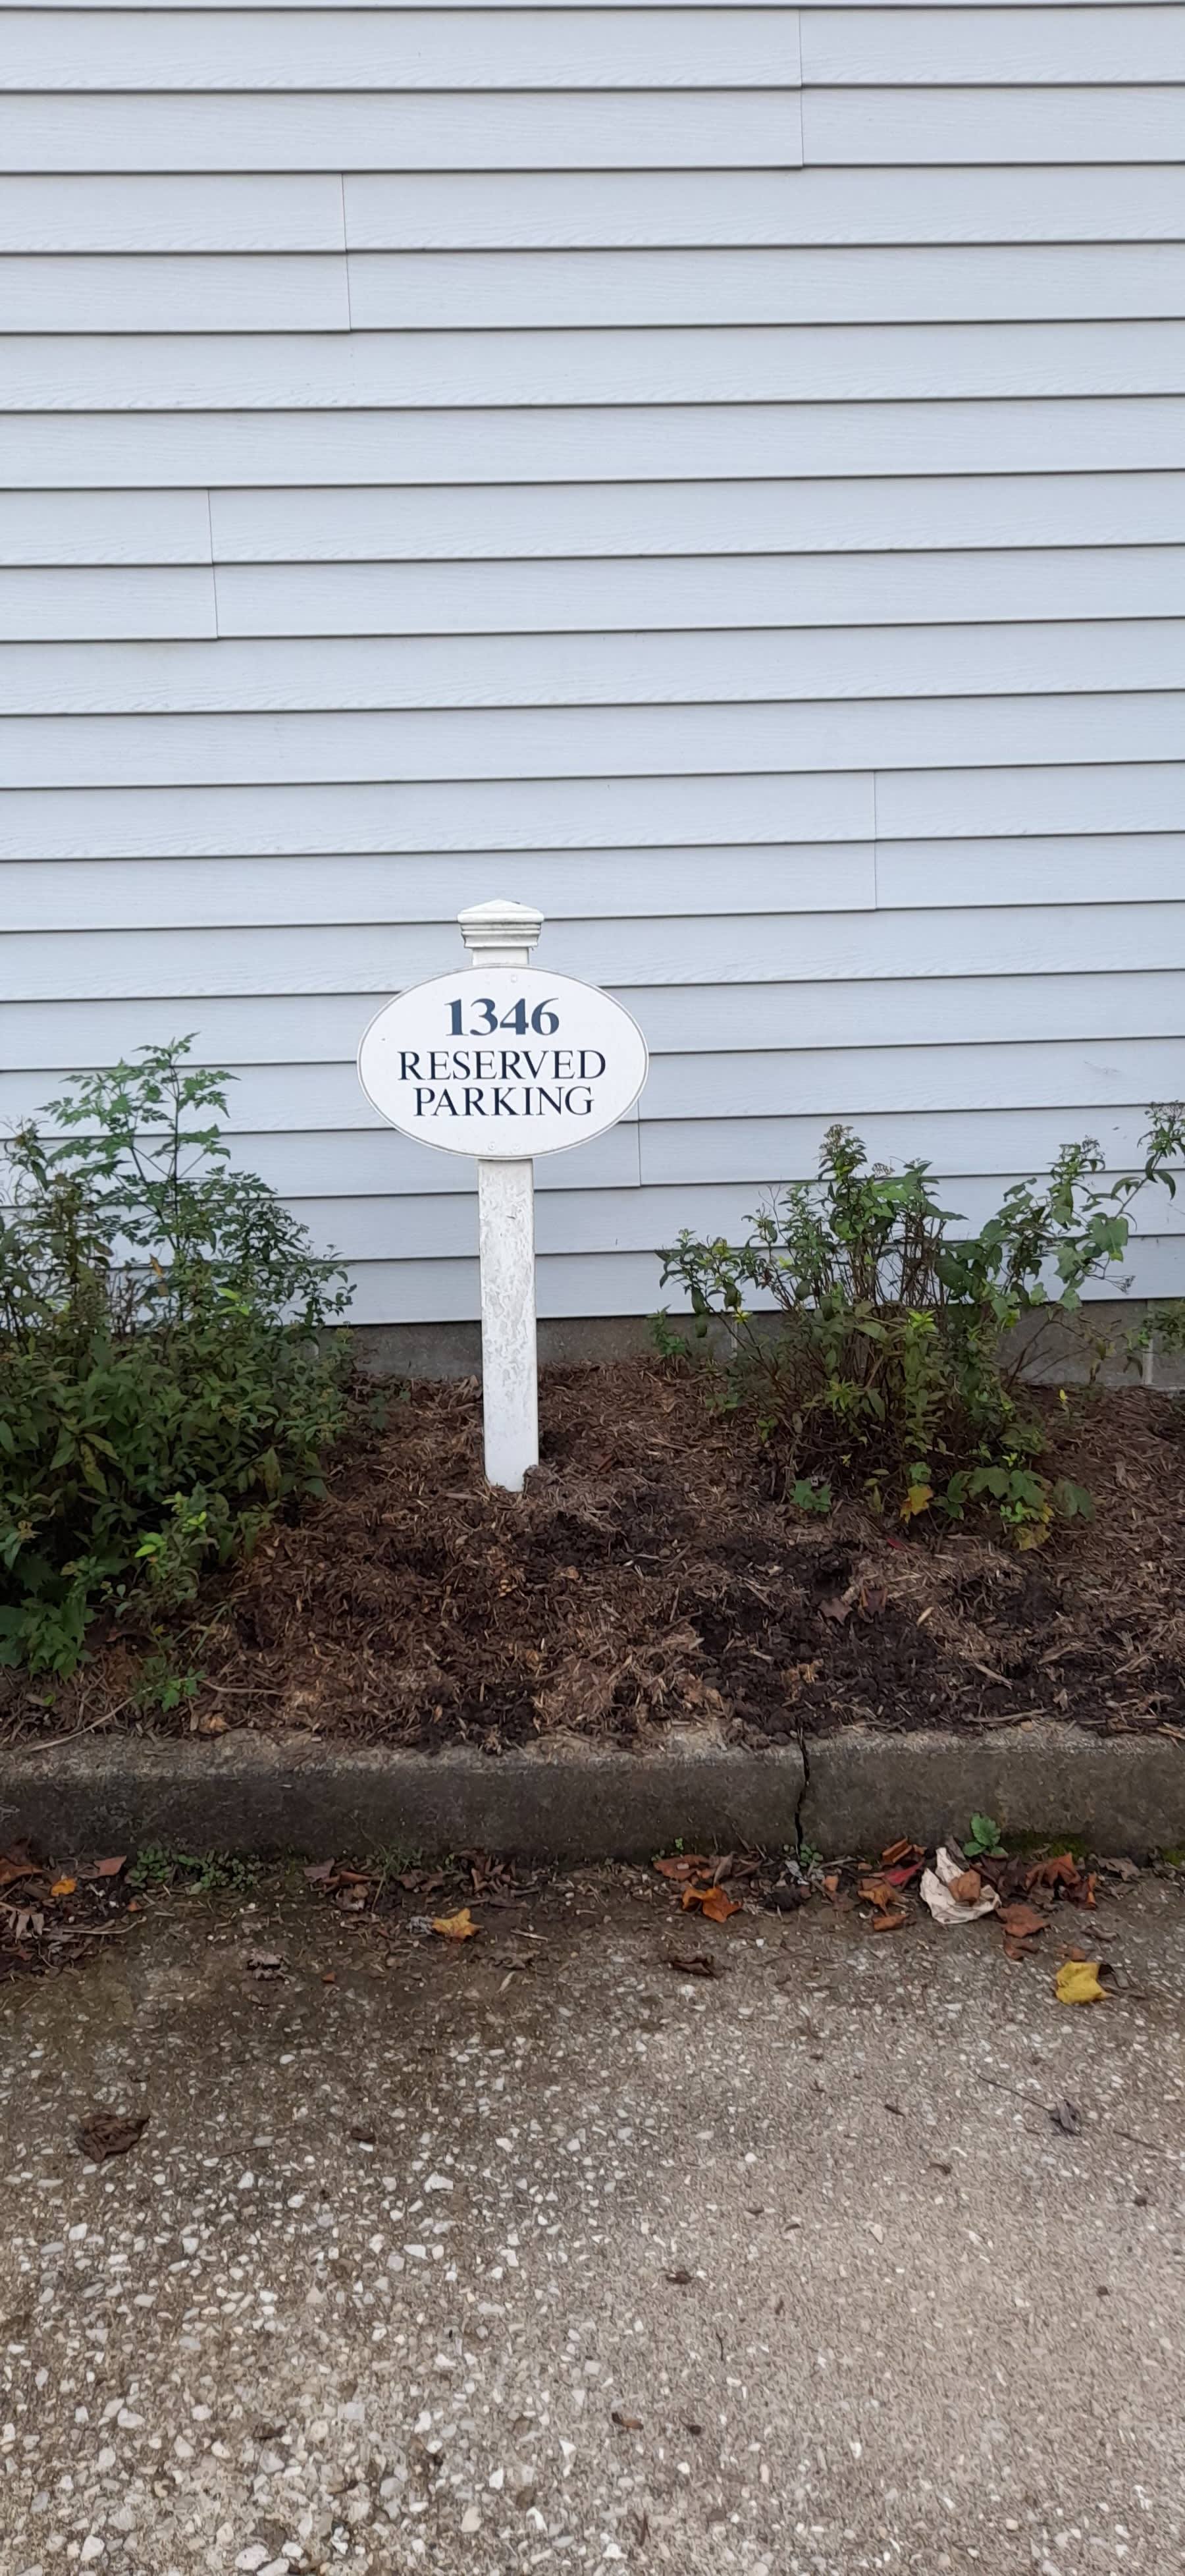 1346
RESERVED
PARKING